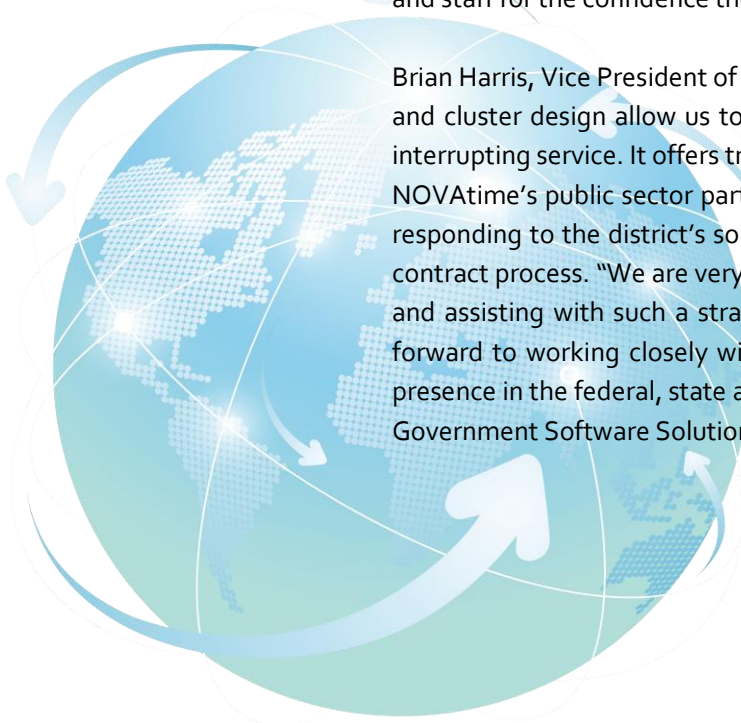 and staff for the confidence th
Brian Harris, Vice President of
and cluster design allow us to
interrupting service. It offers tr
NOVAtime's public sector part
responding to the district's so
contract process. "We are very
and assisting with such a stra
forward to working closely wi
presence in the federal, state a
Government Software Solution